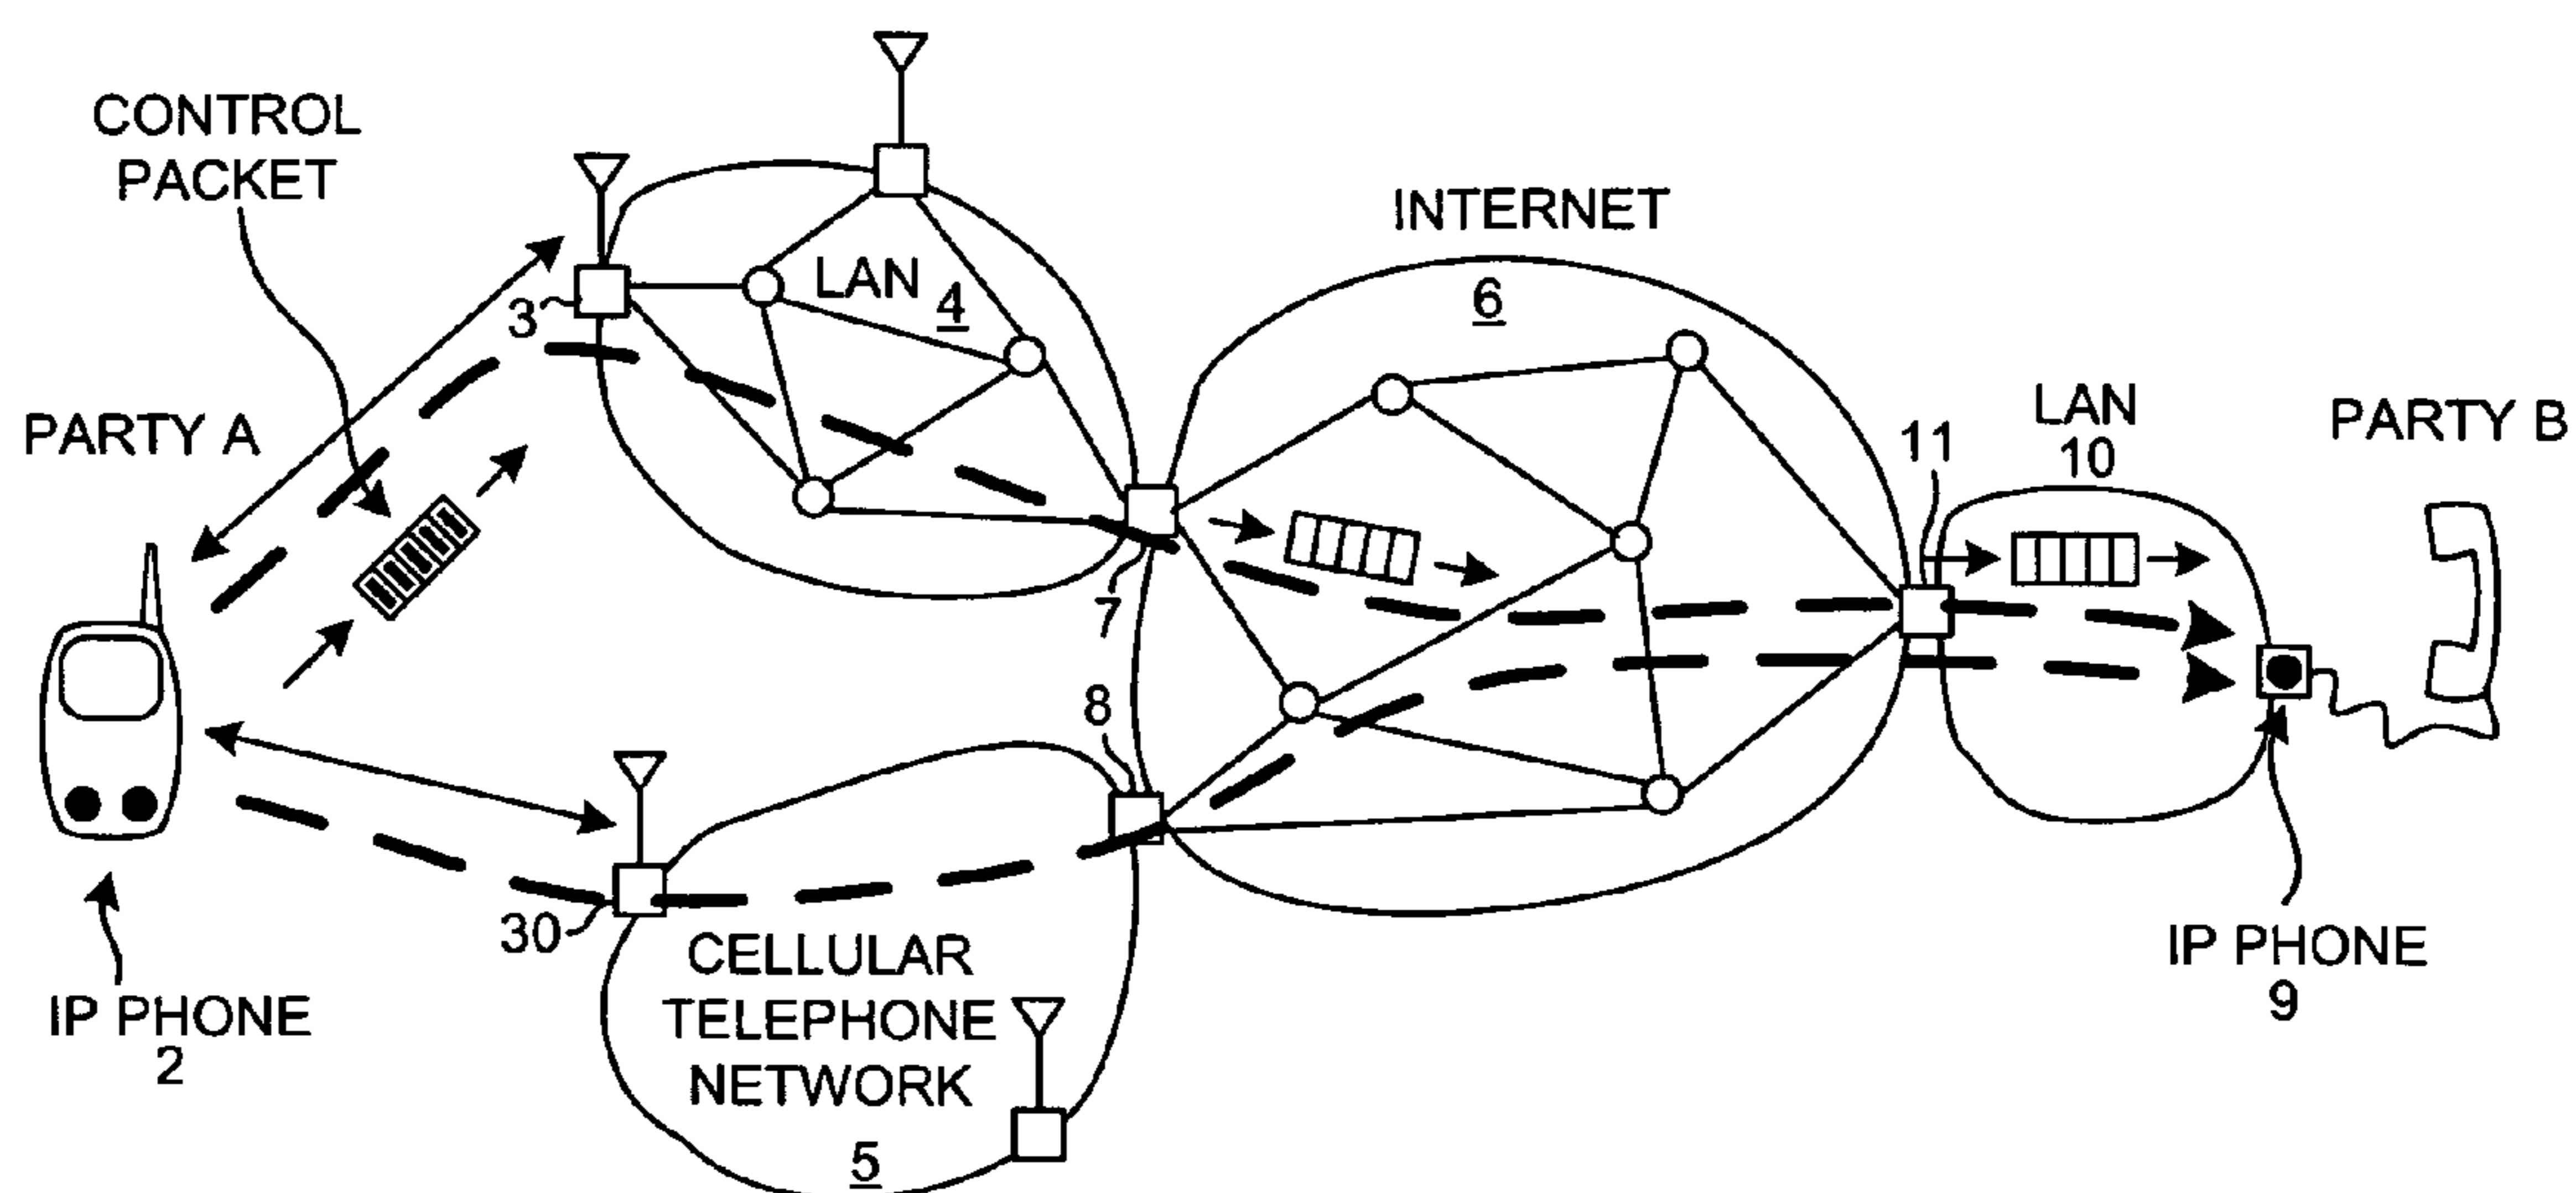 CONTROL
PACKET
PARTY A
IP PHONE
2
3
LAN
4
7
INTERNET
6
8
30
CELLULAR
TELEPHONE
NETWORK
5
11
LAN
10
PARTY B
IP PHONE
9